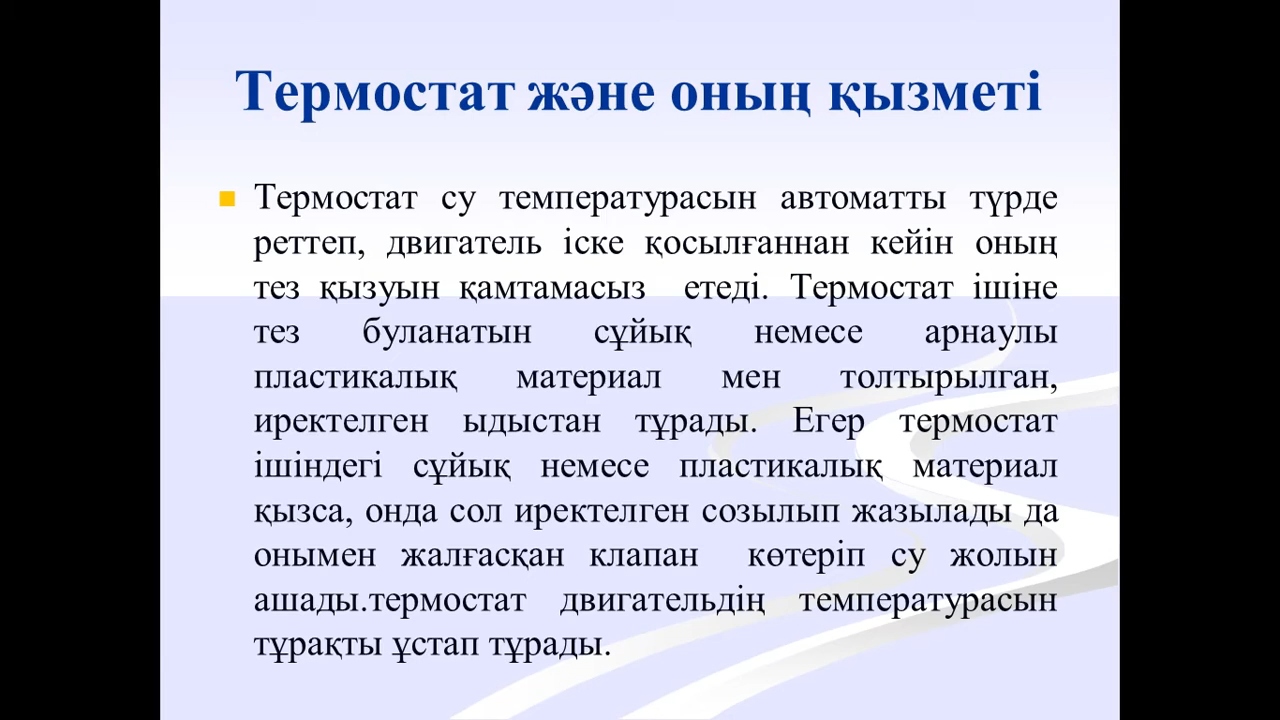 Термостат және оның қызметі
Термостат су температурасын автоматты түрде
реттеп, двигатель іске қосылғаннан кейін оның
тез қызуын қамтамасыз етеді. Термостат ішіне
тез буланатын сұйық немесе арнаулы
пластикалық материал мен толтырылган,
иректелген ыдыстан тұрады. Егер термостат
ішіндегі сұйық немесе пластикалық материал
қызса, онда сол иректелген созылып жазылады да
онымен жалғасқан клапан көтеріп су жолын
ашады.термостат двигательдің температурасын
тұрақты ұстап тұрады.